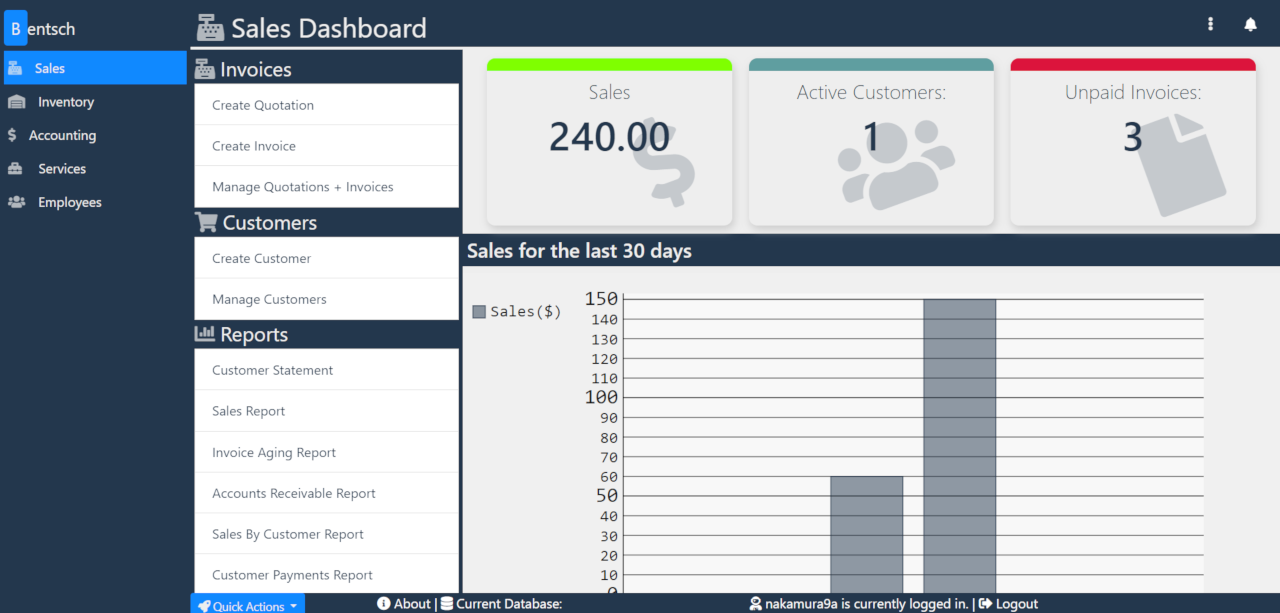 Bentsch
Sales Dashboard
Sales
Inventory
Accounting
Services
Employees
Invoices
Create Quotation
Create Invoice
Manage Quotations + Invoices
Customers
Create Customer
Manage Customers
Reports
Customer Statement
Sales Report
Invoice Aging Report
Accounts Receivable Report
Sales By Customer Report
Customer Payments Report
Sales
240.00
Active Customers:
1
Unpaid Invoices:
3
Sales for the last 30 days
Sales($)
150
140
130
120
110
100
90
80
70
60
50
40
30
20
10
0
Quick Actions
About | Current Database:
nakamura9a is currently logged in. | Logout